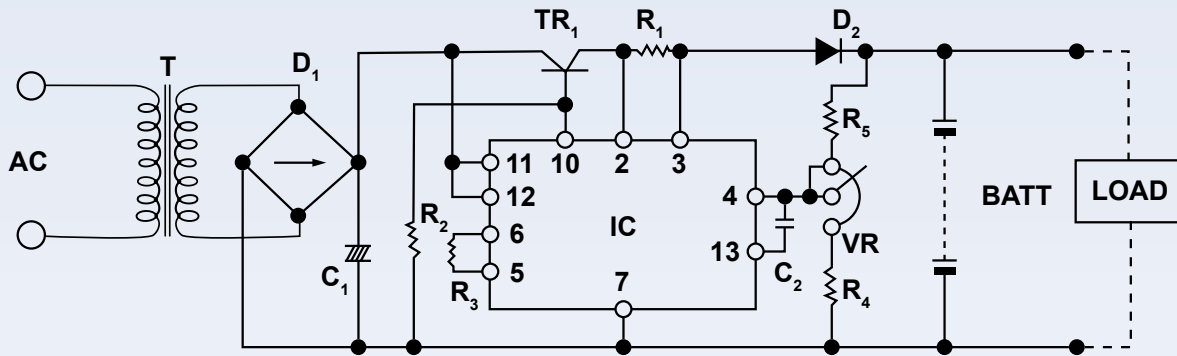 TR₁
R₁
D₂
T
D₁
R₅
AC
11
10
2
3
12
4
BATT
LOAD
R₂
6
IC
VR
5
13
C₁
R₃
7
C₂
R₄